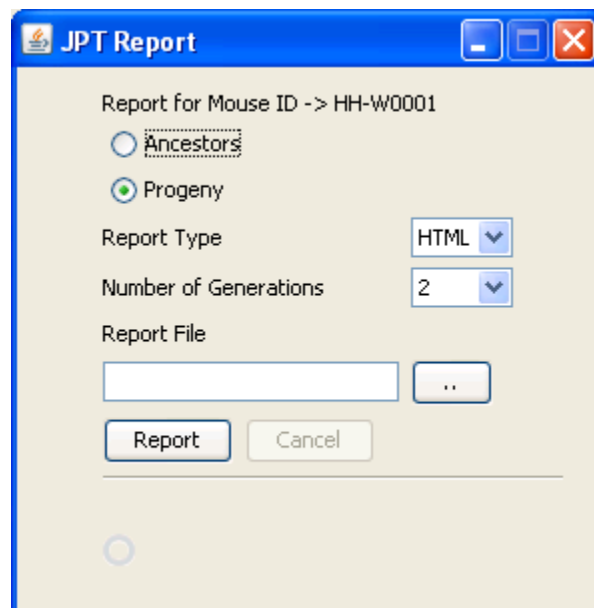 JPT Report
Report for Mouse ID -> HH-W0001
Ancestors
Progeny
Report Type HTML
Number of Generations 2
Report File
..
Report Cancel